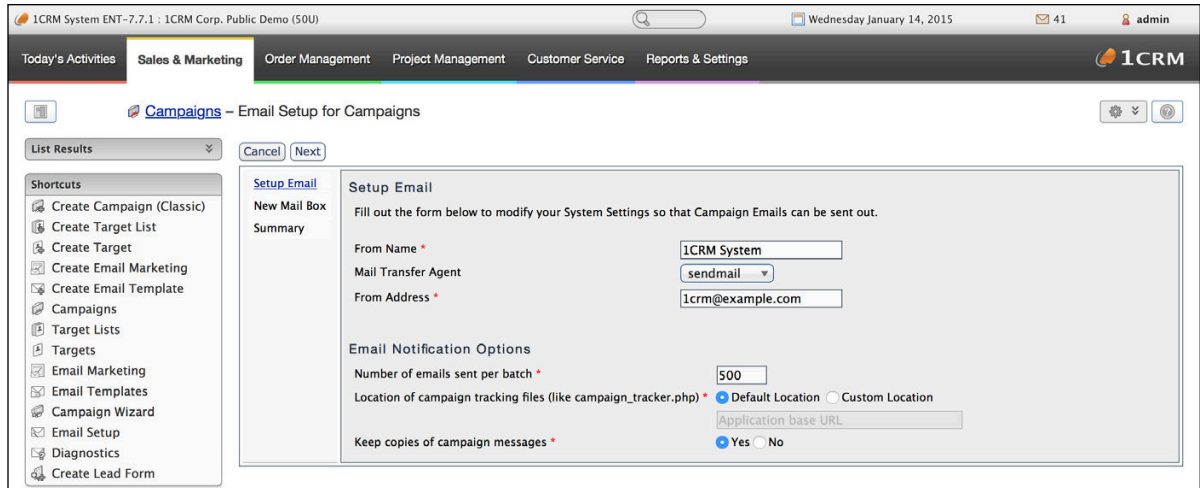 1CRM System ENT-7.7.1 : 1CRM Corp. Public Demo (50U)
Wednesday January 14, 2015
41
admin
Today's Activities
Sales & Marketing
Order Management
Project Management
Customer Service
Reports & Settings
1CRM
Campaigns – Email Setup for Campaigns
List Results
Shortcuts
Create Campaign (Classic)
Create Target List
Create Target
Create Email Marketing
Create Email Template
Campaigns
Target Lists
Targets
Email Marketing
Email Templates
Campaign Wizard
Email Setup
Diagnostics
Create Lead Form
Cancel
Next
Setup Email
New Mail Box
Summary
Setup Email
Fill out the form below to modify your System Settings so that Campaign Emails can be sent out.
From Name * 1CRM System
Mail Transfer Agent sendmail
From Address * 1crm@example.com
Email Notification Options
Number of emails sent per batch * 500
Location of campaign tracking files (like campaign_tracker.php) * Default Location Custom Location
Application base URL
Keep copies of campaign messages * Yes No